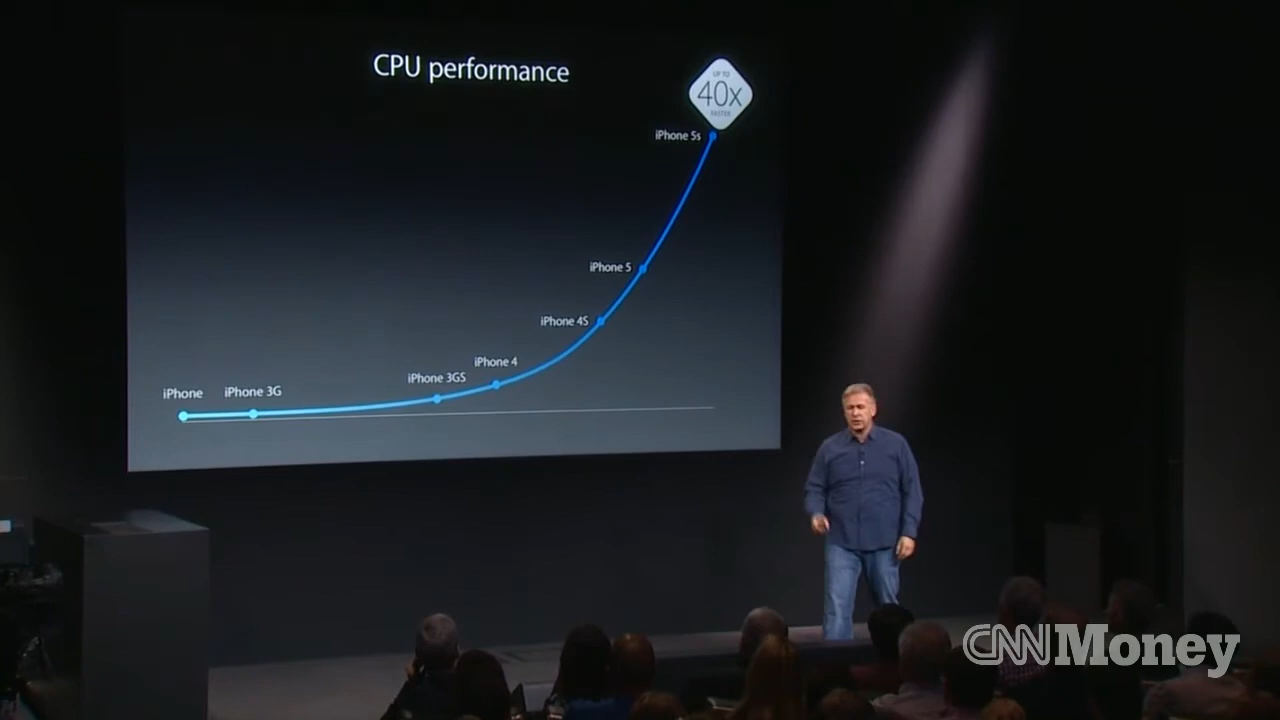 CPU performance
UP TO
40x
FASTER
iPhone 5s
iPhone 5
iPhone 4S
iPhone 4
iPhone 3GS
iPhone
iPhone 3G
CNNMoney